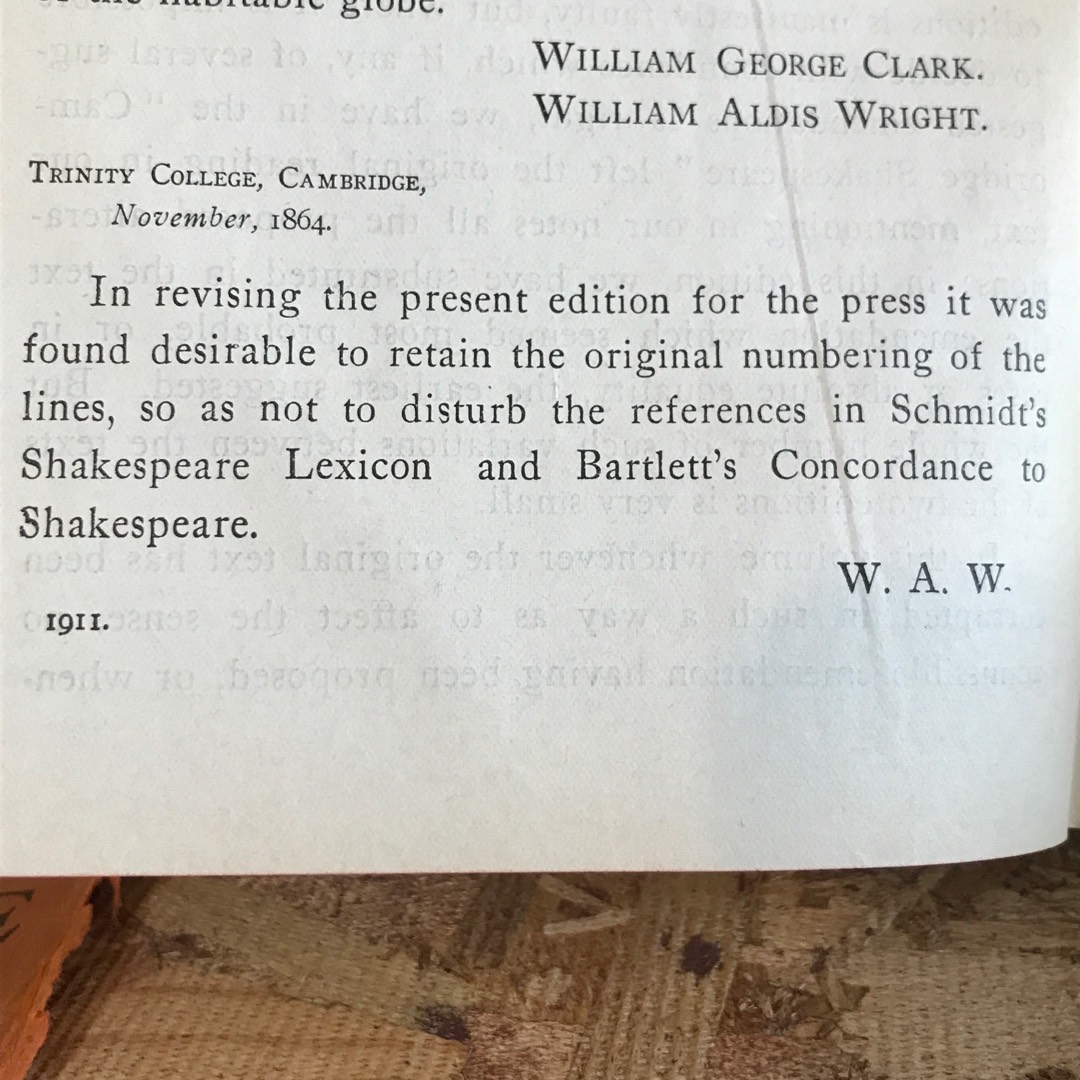 habitable globe.
WILLIAM GEORGE CLARK.
WILLIAM ALDIS WRIGHT.
TRINITY COLLEGE, CAMBRIDGE,
November, 1864.
In revising the present edition for the press it was
found desirable to retain the original numbering of the
lines, so as not to disturb the references in Schmidt's
Shakespeare Lexicon and Bartlett's Concordance to
Shakespeare.
W. A. W.
1911.